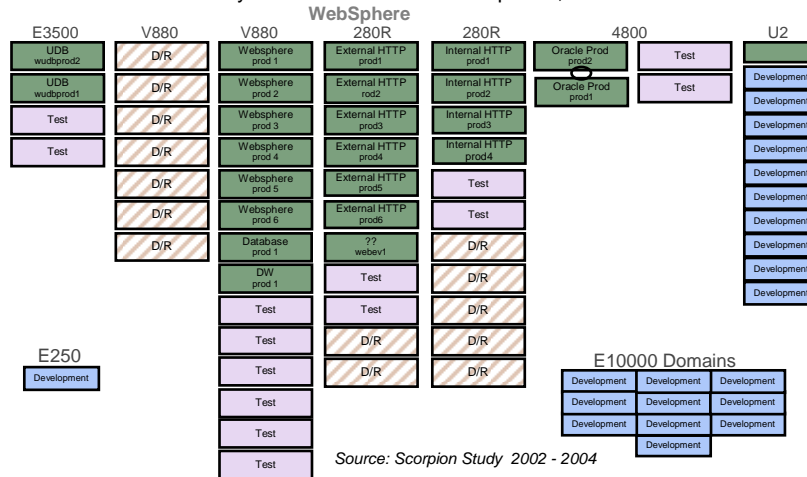 WebSphere
E3500
UDB
wudbprod2
UDB
wudbprod1
Test
Test
V880
D/R
D/R
D/R
D/R
D/R
D/R
D/R
V880
Websphere
prod 1
Websphere
prod 2
Websphere
prod 3
Websphere
prod 4
Websphere
prod 5
Websphere
prod 6
Database
prod 1
DW
prod 1
Test
Test
Test
Test
Test
Test
280R
External HTTP
prod1
External HTTP
rod2
External HTTP
prod3
External HTTP
prod4
External HTTP
prod5
External HTTP
prod6
??
webev1
Test
Test
D/R
D/R
280R
Internal HTTP
prod1
Internal HTTP
prod2
Internal HTTP
prod3
Internal HTTP
prod4
Test
Test
D/R
D/R
D/R
D/R
D/R
4800
Oracle Prod
prod2
Oracle Prod
prod1
Test
Test
U2
Development
Development
Development
Development
Development
Development
Development
Development
Development
Development
E250
Development
E10000 Domains
Development Development Development
Development Development Development
Development Development Development
Development
Source: Scorpion Study 2002 - 2004